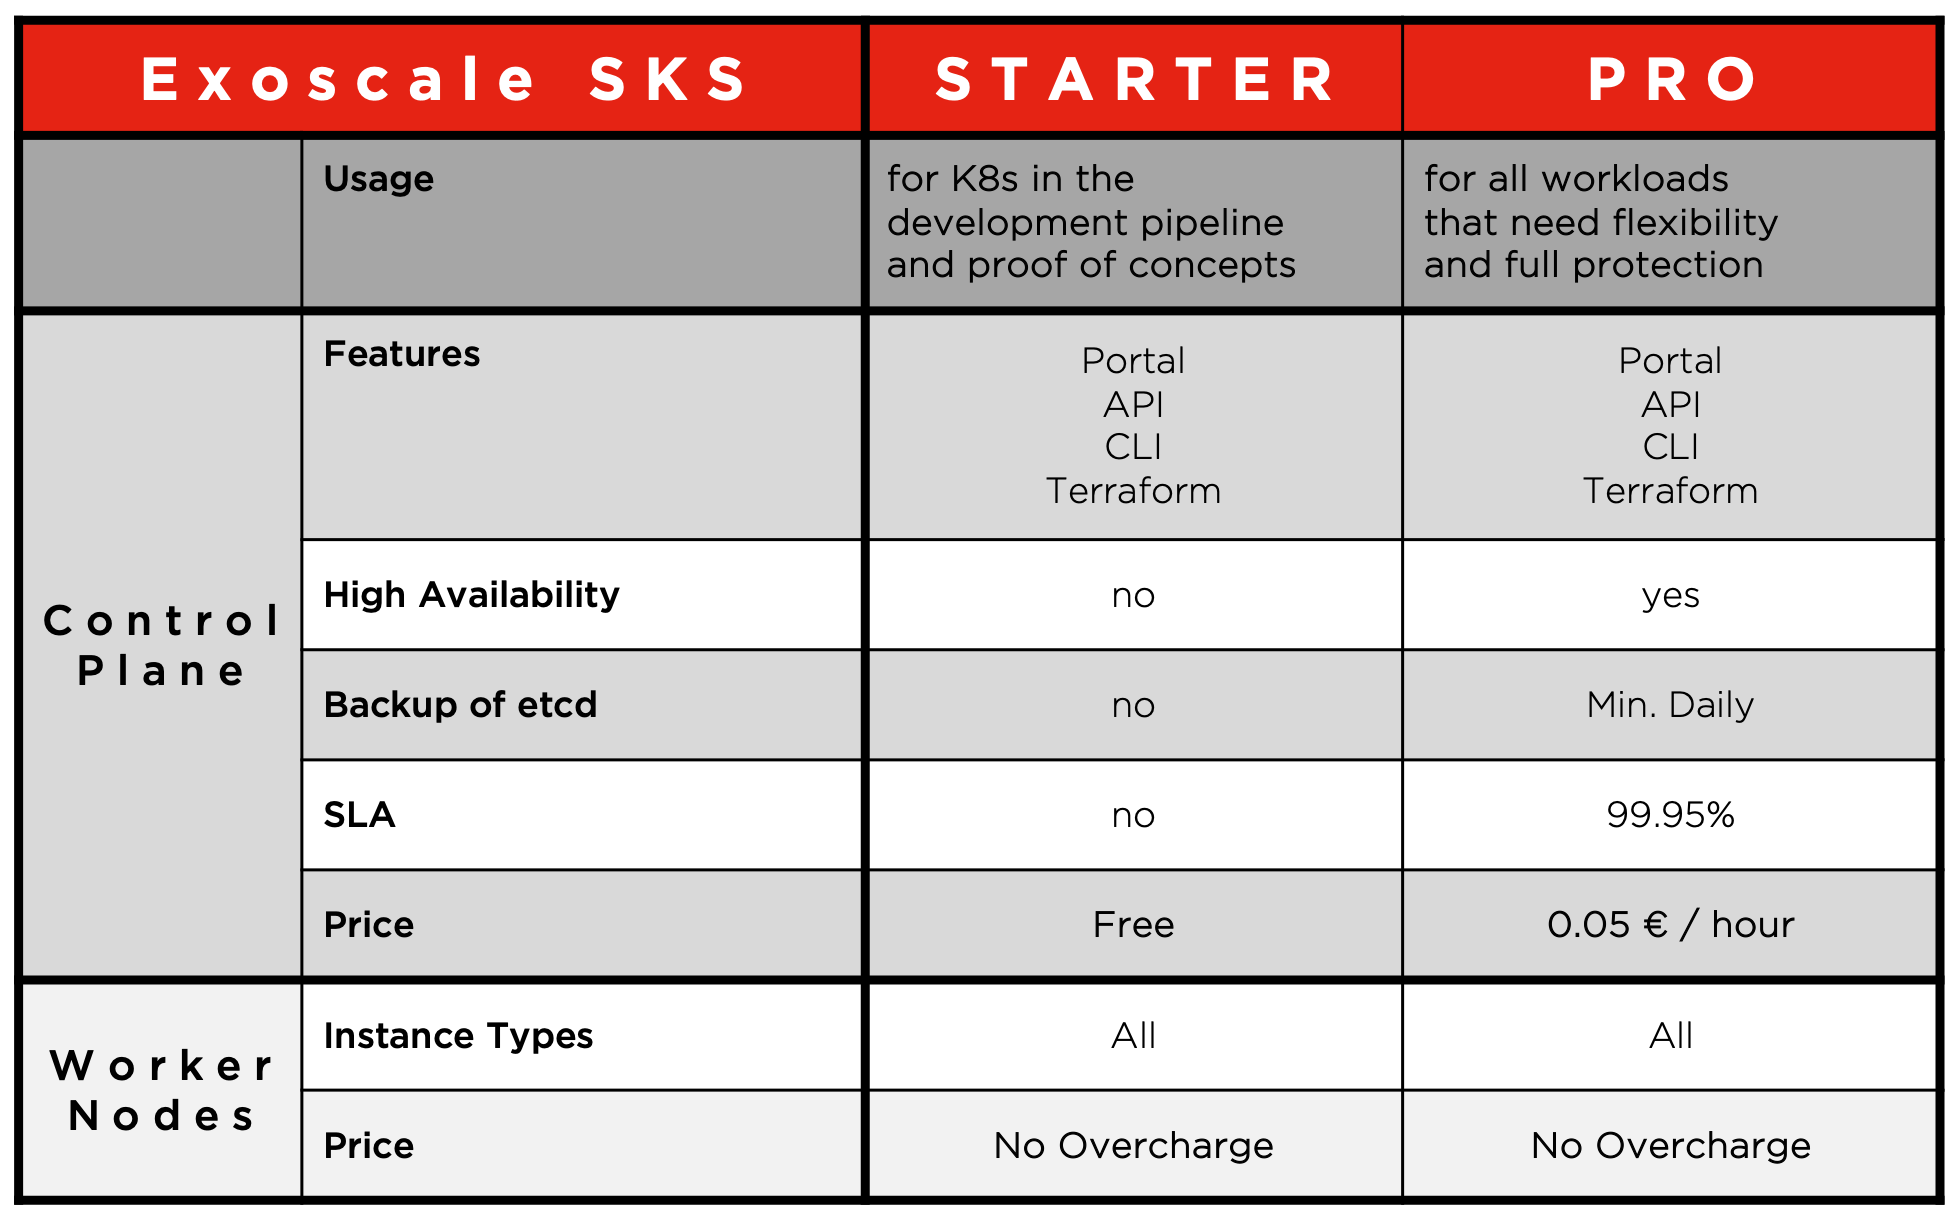 Exoscale SKS STARTER PRO
Usage
for K8s in the
development pipeline
and proof of concepts
for all workloads
that need flexibility
and full protection
Control
Plane
Features
Portal
API
CLI
Terraform
Portal
API
CLI
Terraform
High Availability no yes
Backup of etcd no Min. Daily
SLA no 99.95%
Price Free 0.05 € / hour
Worker
Nodes
Instance Types All All
Price No Overcharge No Overcharge